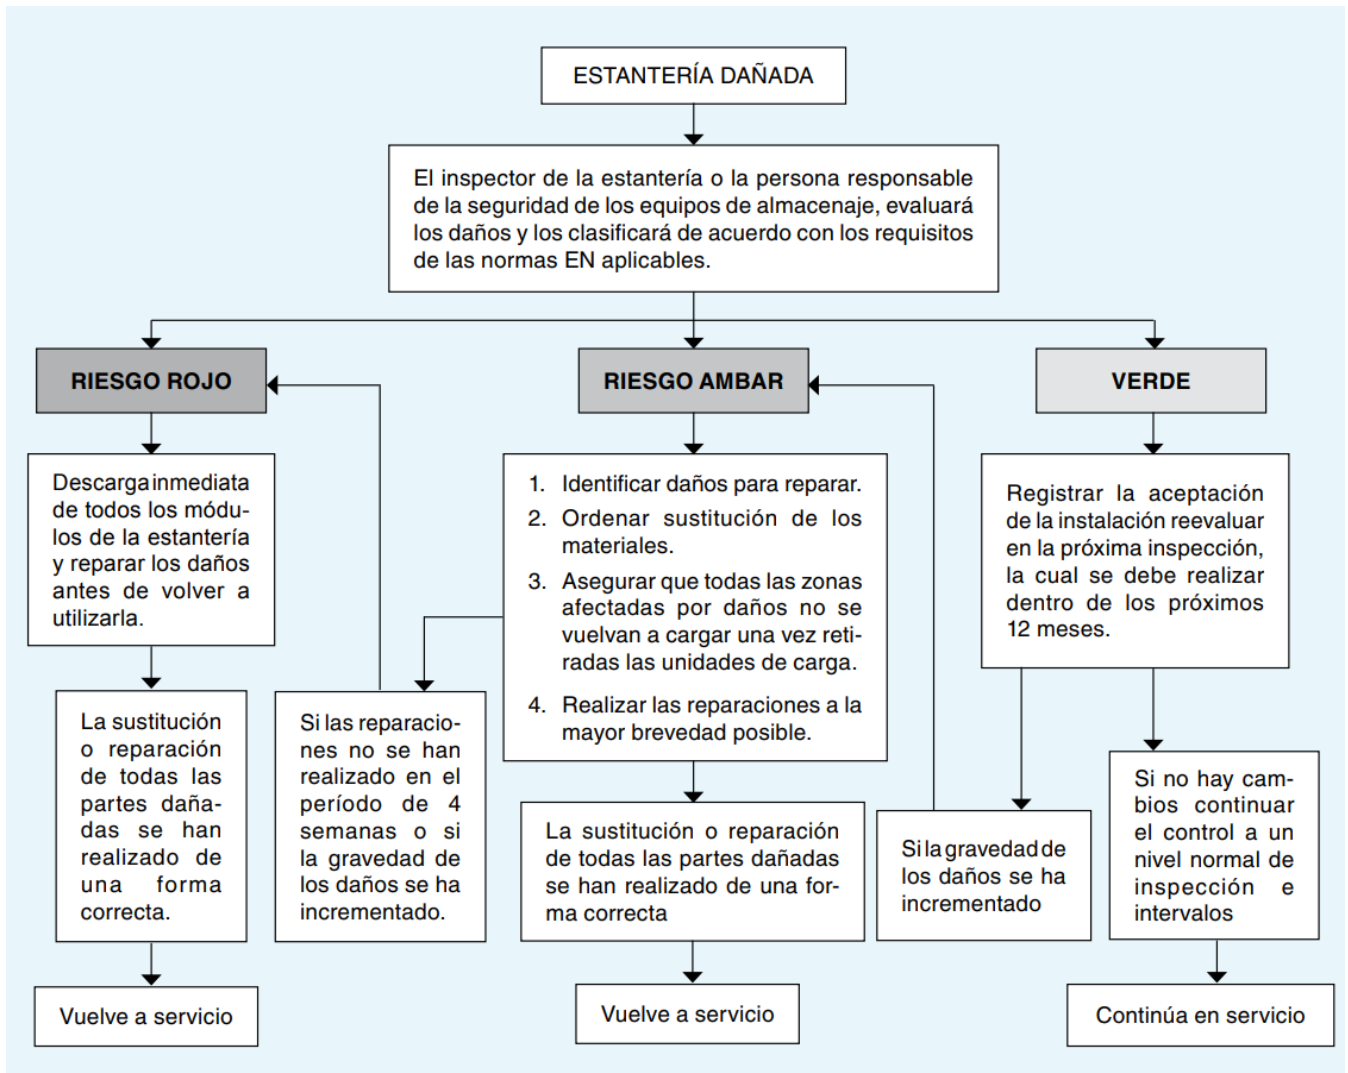 ESTANTERÍA DAÑADA
El inspector de la estantería o la persona responsable
de la seguridad de los equipos de almacenaje, evaluará
los daños y los clasificará de acuerdo con los requisitos
de las normas EN aplicables.
RIESGO ROJO
RIESGO AMBAR
VERDE
Descarga inmediata
de todos los módu-
los de la estantería
y reparar los daños
antes de volver a
utilizarla.
1. Identificar daños para reparar.
2. Ordenar sustitución de los
materiales.
3. Asegurar que todas las zonas
afectadas por daños no se
vuelvan a cargar una vez reti-
radas las unidades de carga.
4. Realizar las reparaciones a la
mayor brevedad posible.
Registrar la aceptación
de la instalación reevaluar
en la próxima inspección,
la cual se debe realizar
dentro de los próximos
12 meses.
La sustitución
o reparación
de todas las
partes daña-
das se han
realizado de
una forma
correcta.
Si las reparacio-
nes no se han
realizado en el
período de 4
semanas o si
la gravedad de
los daños se ha
incrementado.
La sustitución o reparación
de todas las partes dañadas
se han realizado de una for-
ma correcta
Si la gravedad de
los daños se ha
incrementado
Si no hay cam-
bios continuar
el control a un
nivel normal de
inspección e
intervalos
Vuelve a servicio
Vuelve a servicio
Continúa en servicio